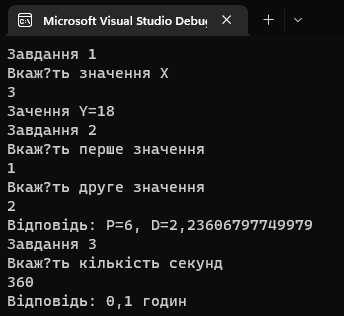 Microsoft Visual Studio Debu
Завдання 1
Вкаж?ть значення X
3
Зачення Y=18
Завдання 2
Вкаж?ть перше значення
1
Вкаж?ть друге значення
2
Відповідь: P=6, D=2,23606797749979
Завдання 3
Вкаж?ть кількість секунд
360
Відповідь: 0,1 годин